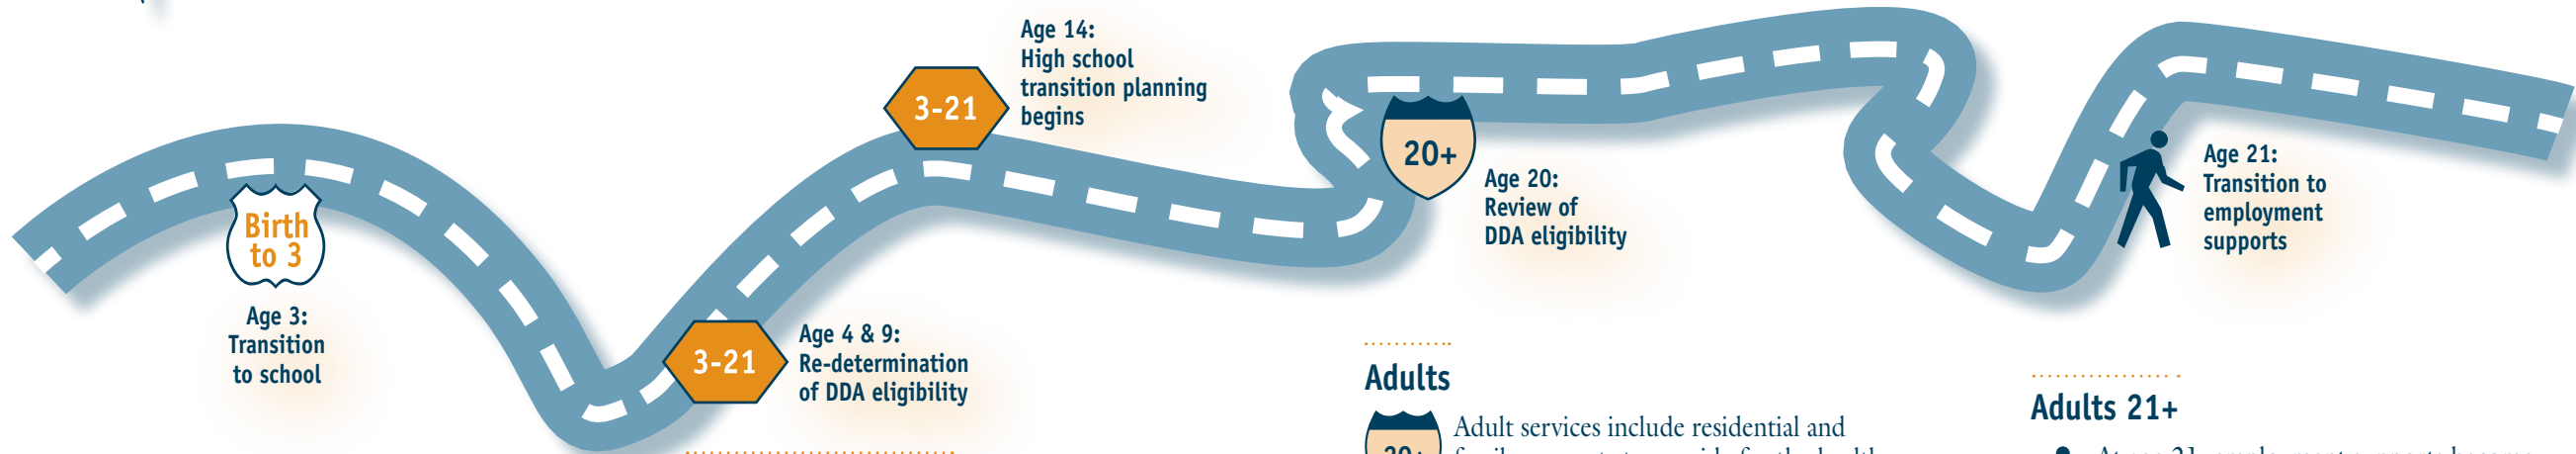 Birth
to 3
Age 3:
Transition
to school
3-21
Age 4 & 9:
Re-determination
of DDA eligibility
3-21
Age 14:
High school
transition planning
begins
20+
Age 20:
Review of
DDA eligibility
Age 21:
Transition to
employment
supports
Adults
20+
Adult services include residential and
Adults 21+